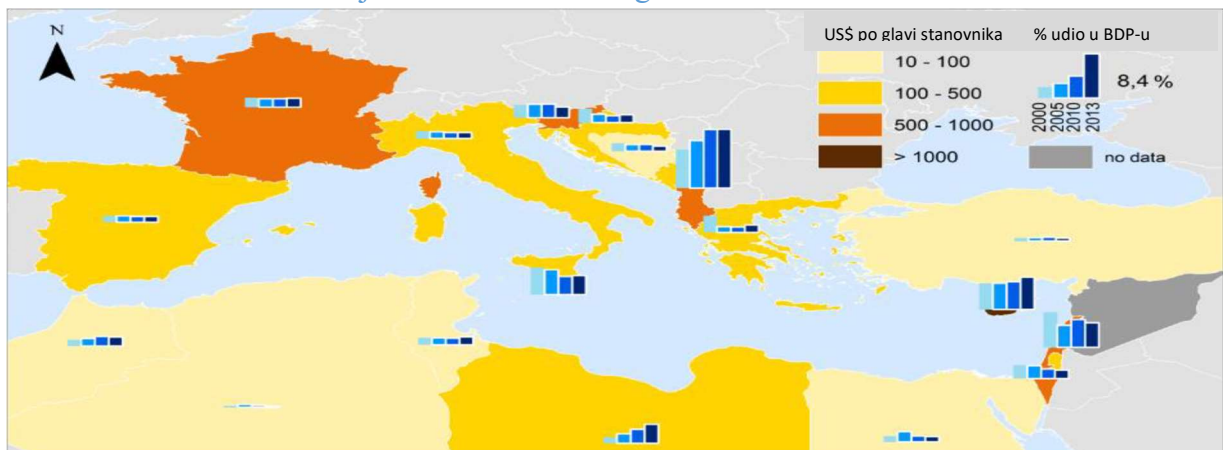 N
US$ po glavi stanovnika
10 - 100
100 - 500
500 - 1000
> 1000
% udio u BDP-u
8,4 %
2000
2005
2010
2013
no data